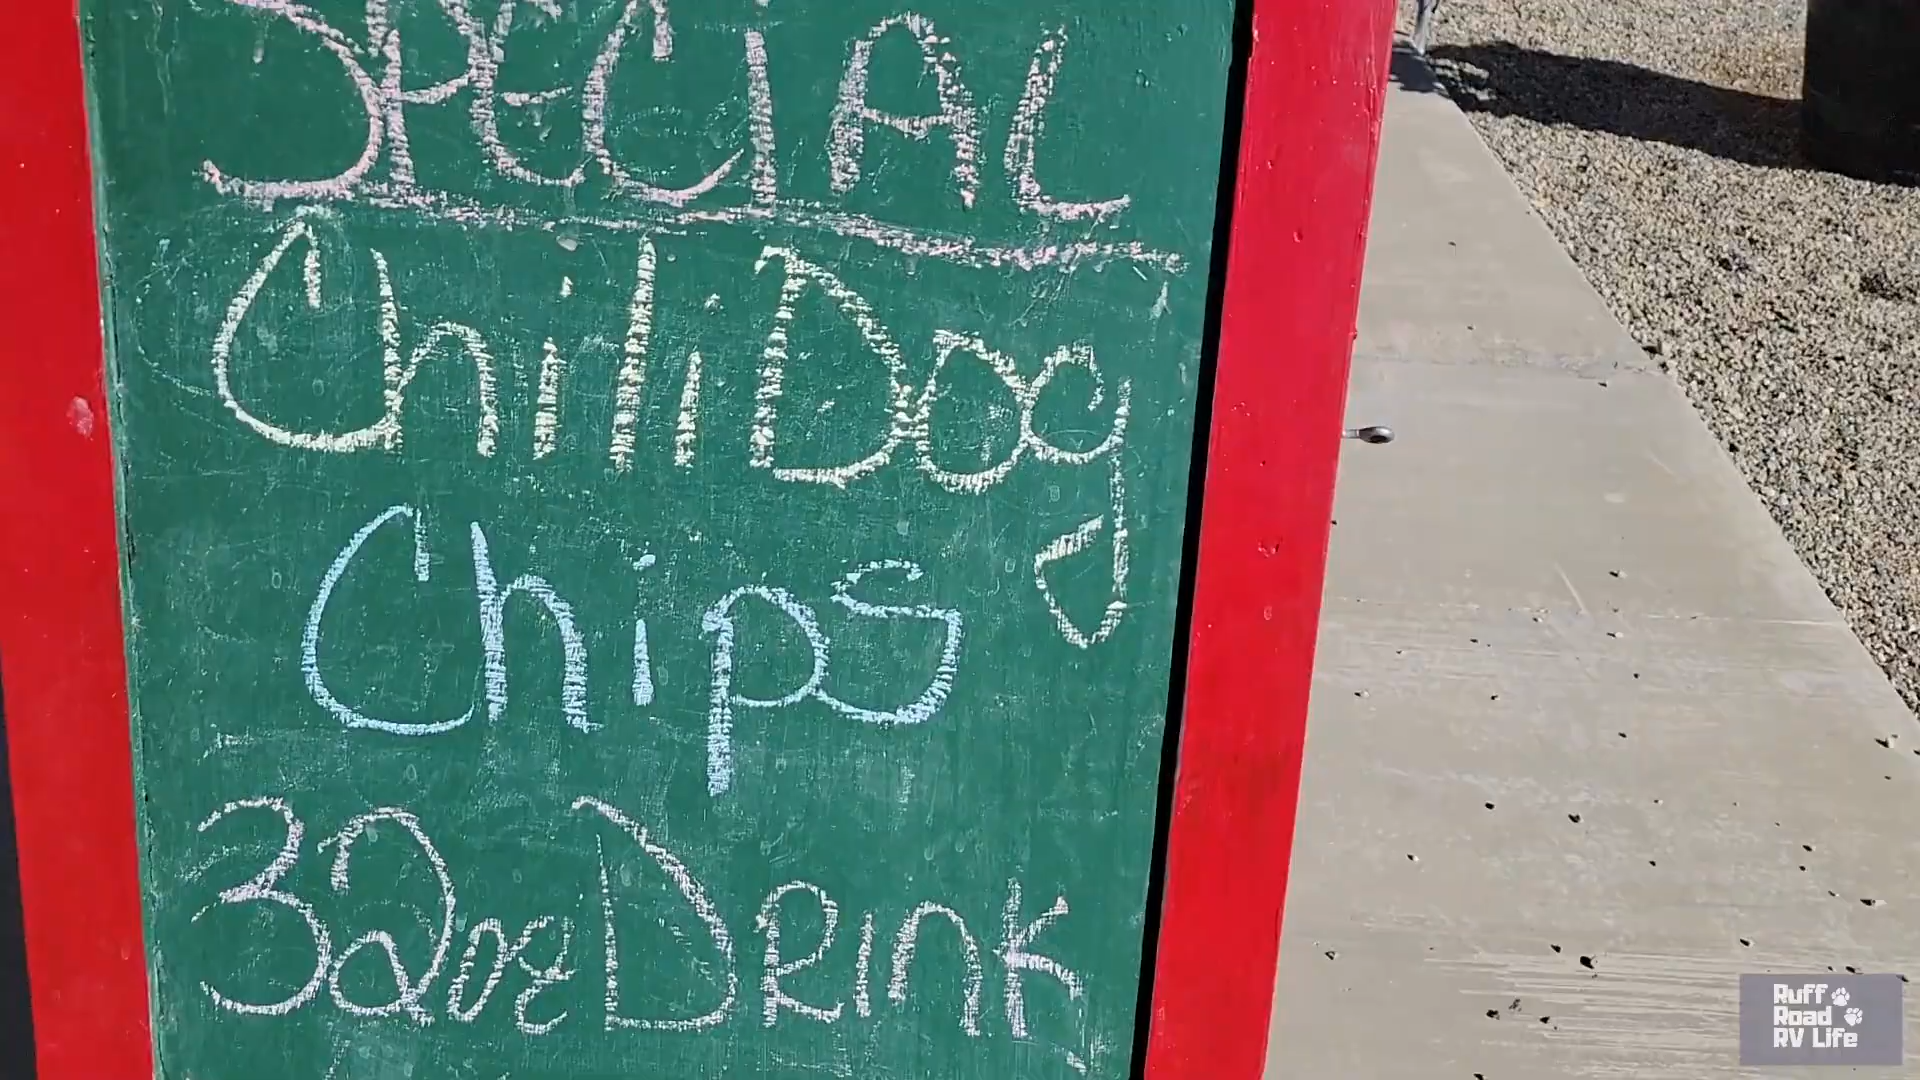 SPECIAL
Chili Dog
Chips
32oz DRINK
Ruff
Road
RV Life